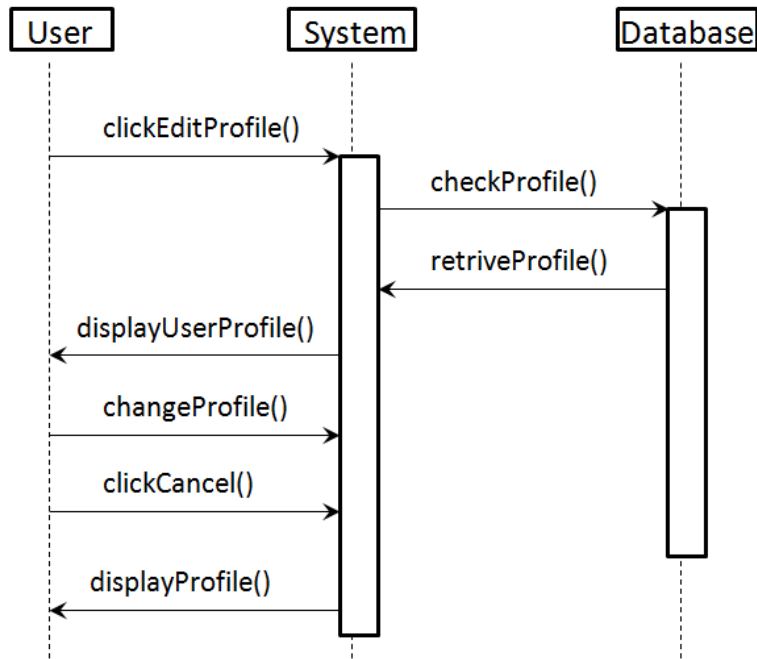 User
System
Database
clickEditProfile()
checkProfile()
retriveProfile()
displayUserProfile()
changeProfile()
clickCancel()
displayProfile()